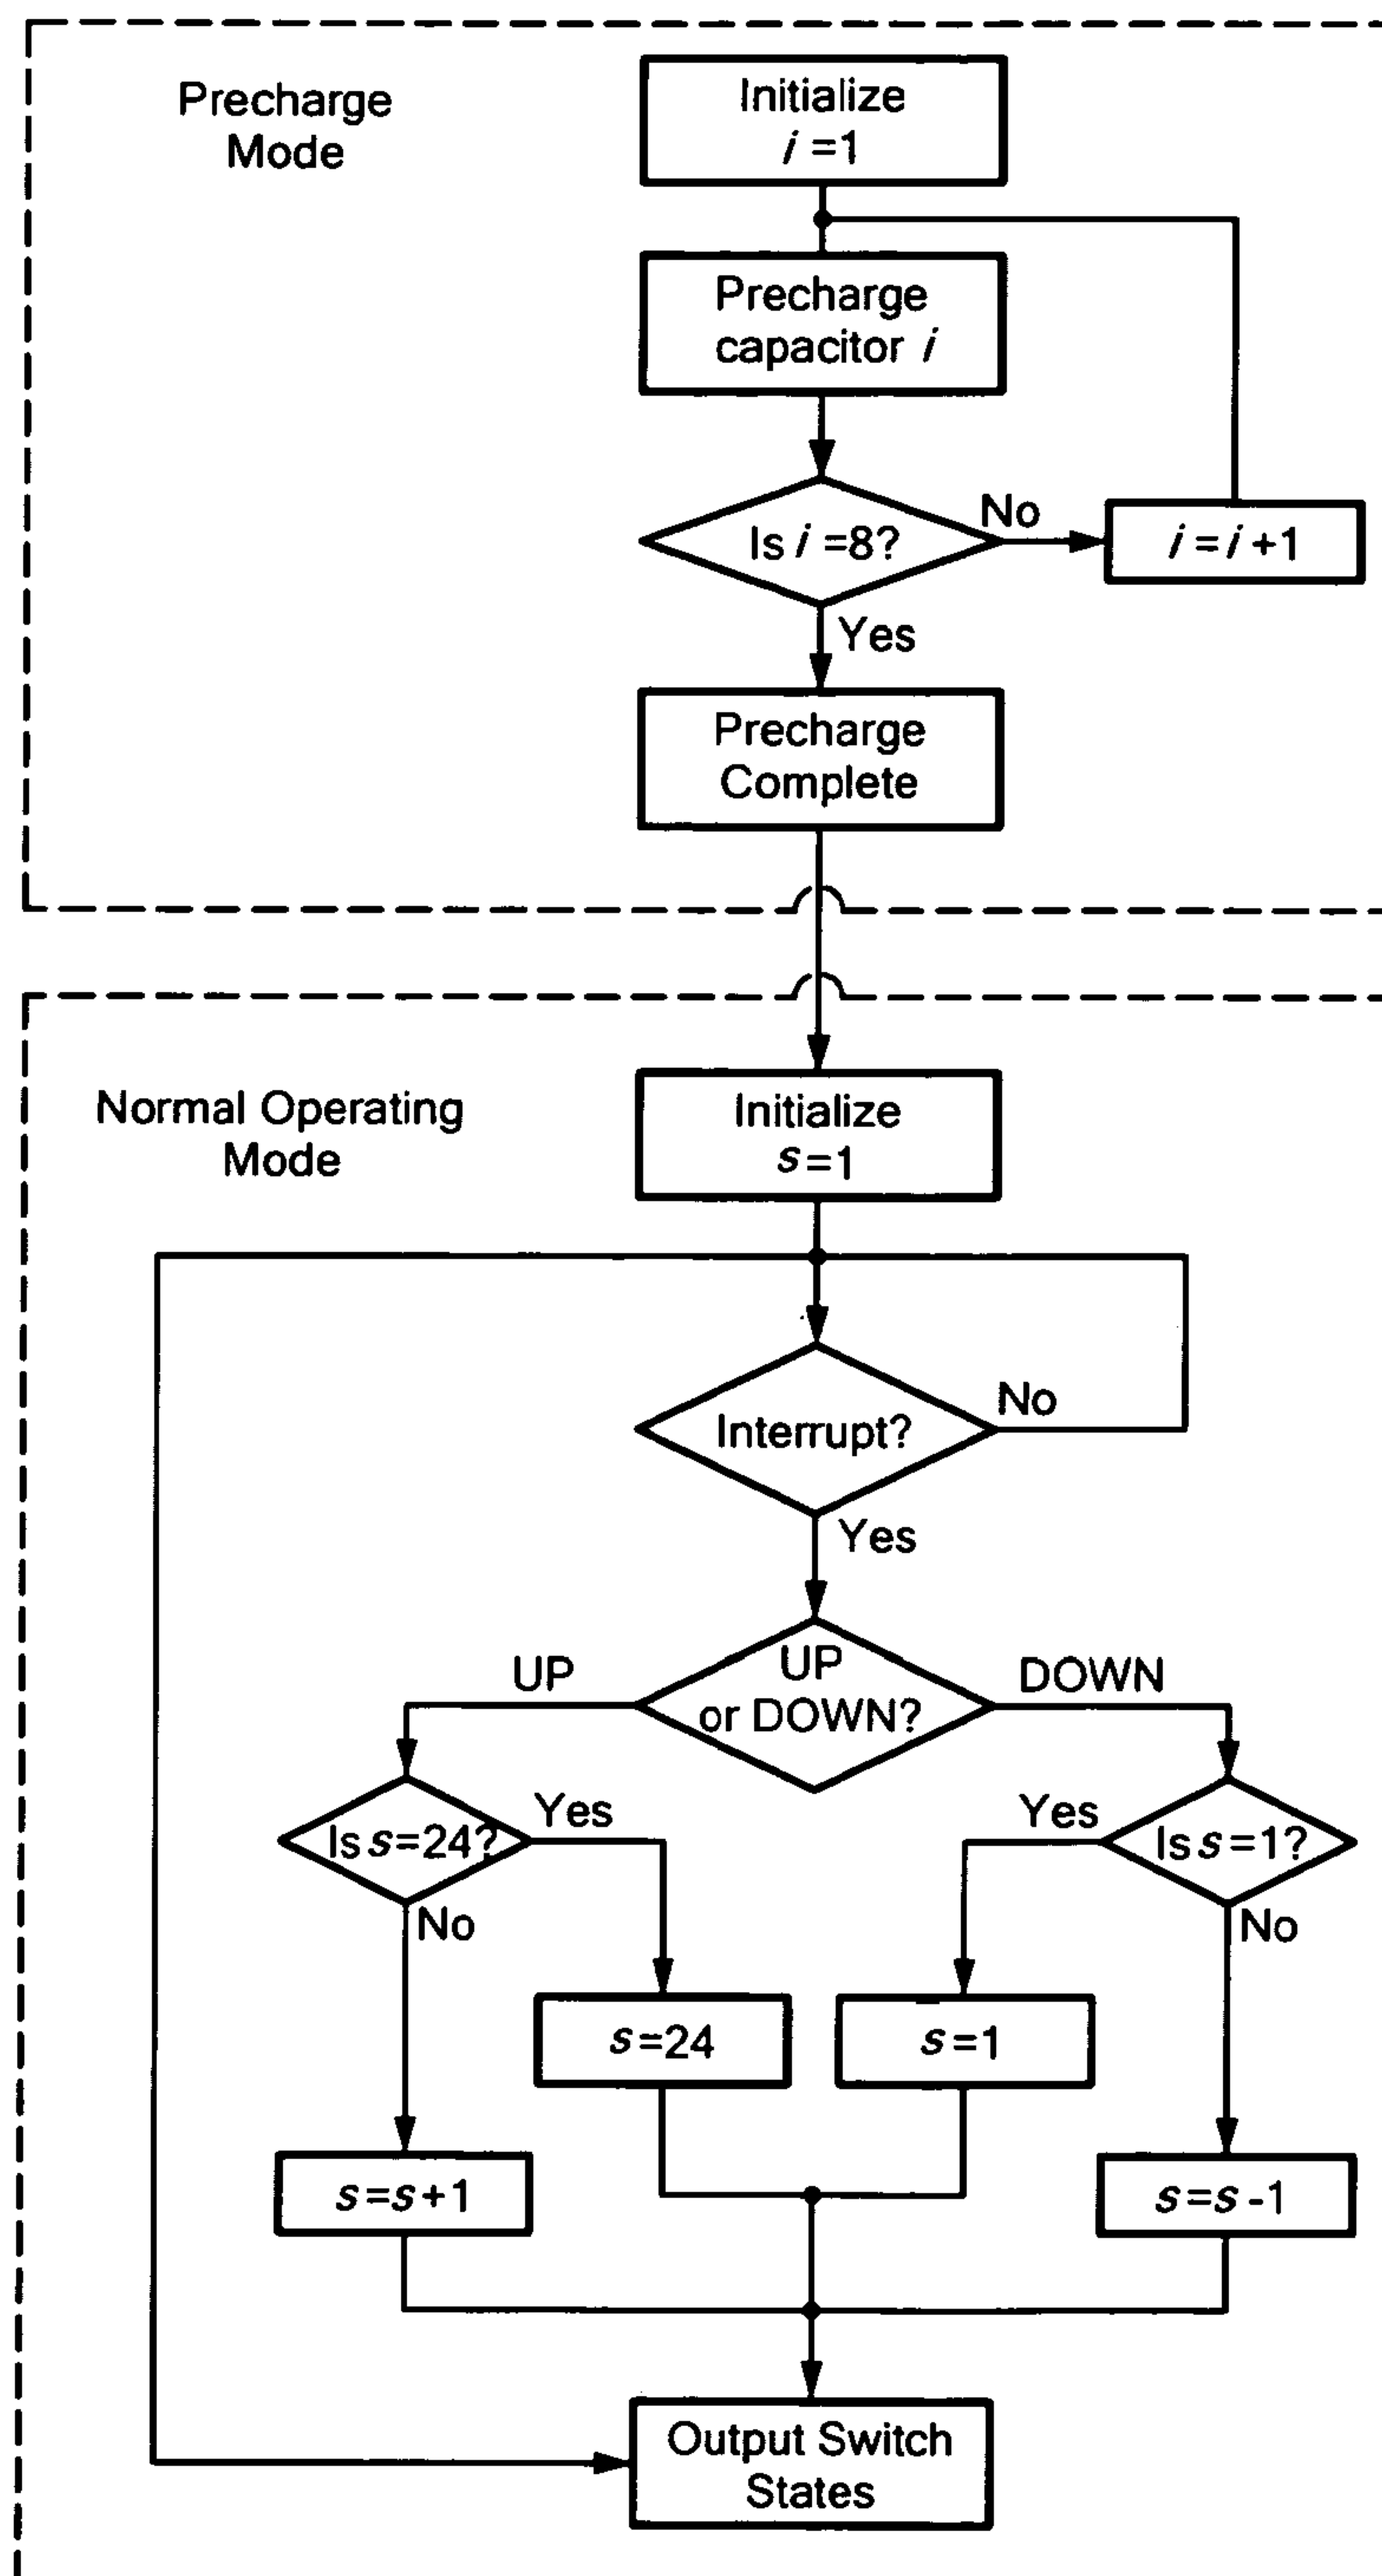 Precharge
Mode
Initialize
i =1
Precharge
capacitor i
Is i =8?
No
i =i +1
Yes
Precharge
Complete
Normal Operating
Mode
Initialize
s=1
Interrupt?
No
Yes
UP
or DOWN?
UP
DOWN
Is s=24?
Yes
No
Yes
Is s=1?
No
s=24
s=1
s=s+1
s=s-1
Output Switch
States